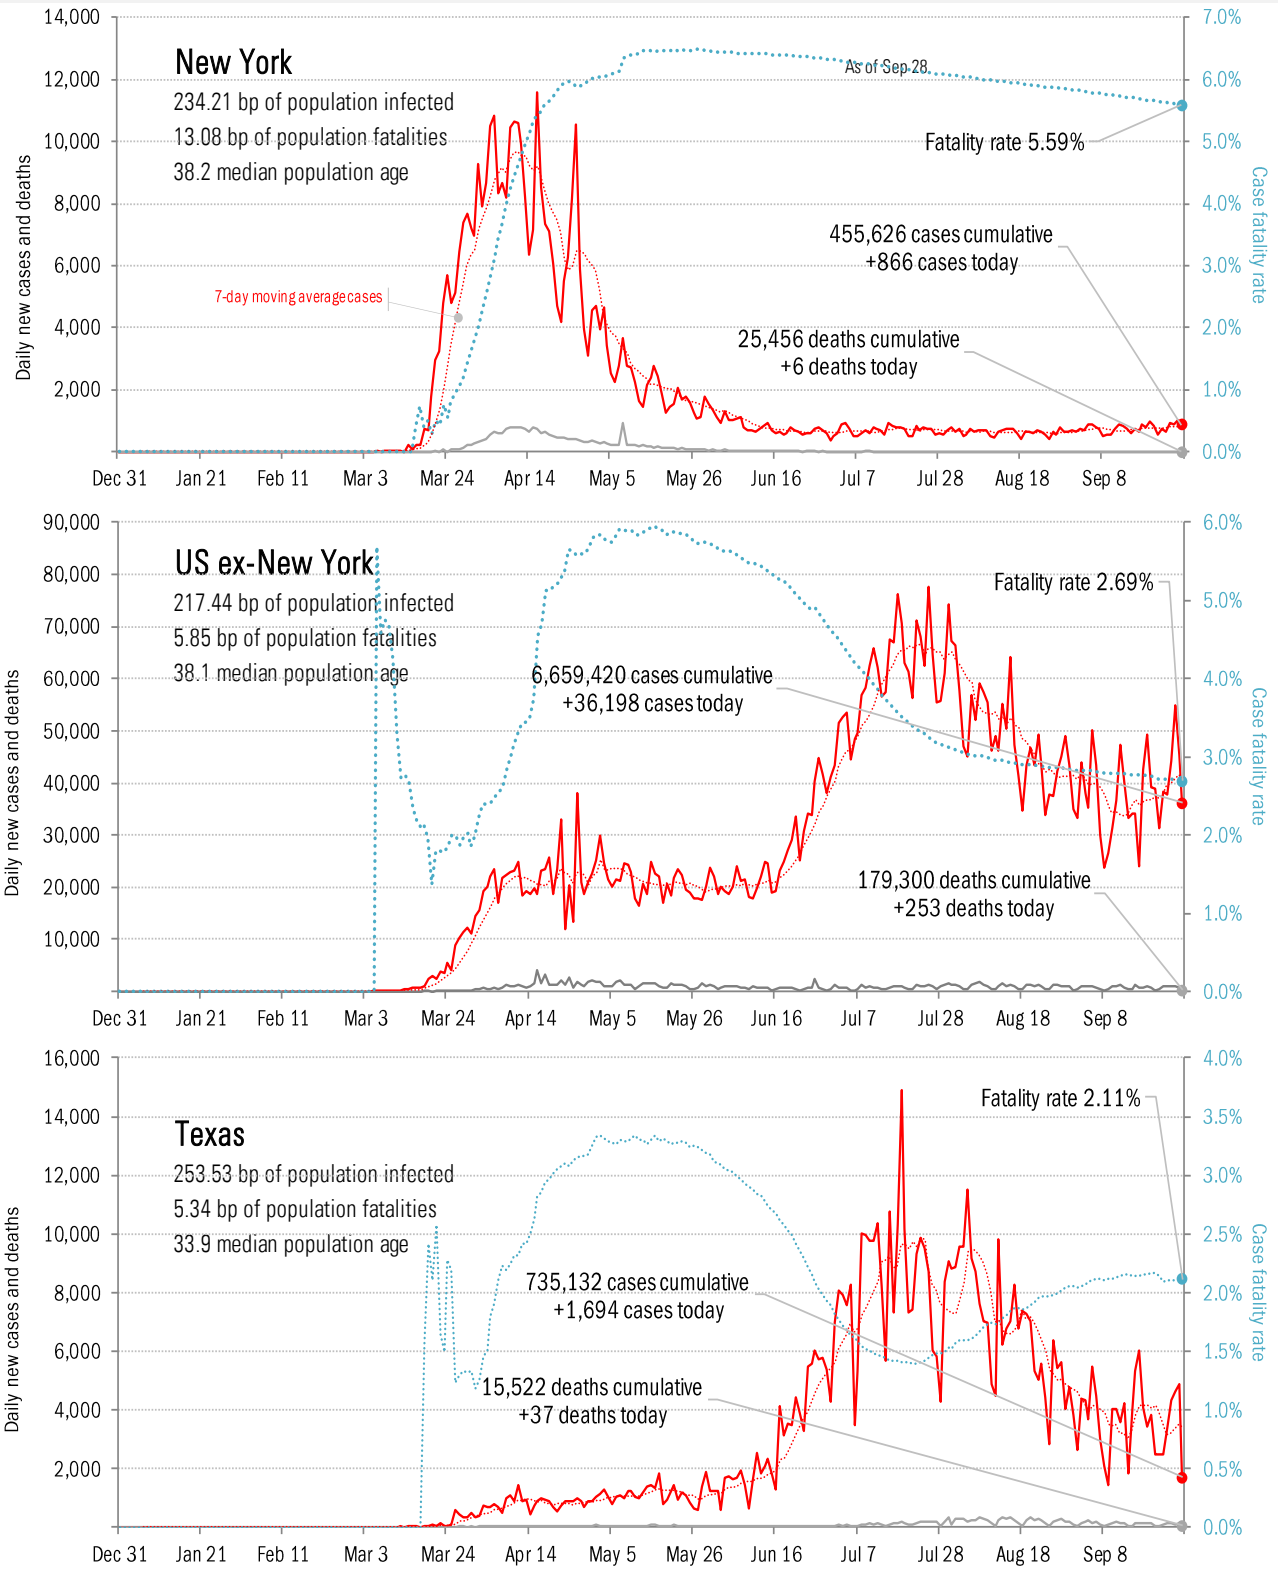 14,000
7.0%
New York
As of Sep 28
12,000
6.0%
234.21 bp of population infected
10,000
5.0%
13.08 bp of population fatalities
Fatality rate 5.59%
38.2 median population age
8,000
4.0%
455,626 cases cumulative
+866 cases today
6,000
3.0%
7-day moving average cases
4,000
2.0%
25,456 deaths cumulative
+6 deaths today
2,000
1.0%
0.0%
Daily new cases and deaths
Case fatality rate
Dec 31 Jan 21 Feb 11 Mar 3 Mar 24 Apr 14 May 5 May 26 Jun 16 Jul 7 Jul 28 Aug 18 Sep 8
90,000
6.0%
US ex-New York
80,000
Fatality rate 2.69%
217.44 bp of population infected
5.0%
70,000
5.85 bp of population fatalities
38.1 median population age
60,000
4.0%
6,659,420 cases cumulative
+36,198 cases today
50,000
3.0%
40,000
30,000
2.0%
20,000
179,300 deaths cumulative
+253 deaths today
1.0%
10,000
0.0%
Daily new cases and deaths
Case fatality rate
Dec 31 Jan 21 Feb 11 Mar 3 Mar 24 Apr 14 May 5 May 26 Jun 16 Jul 7 Jul 28 Aug 18 Sep 8
16,000
4.0%
Fatality rate 2.11%
14,000
3.5%
Texas
12,000
3.0%
253.53 bp of population infected
5.34 bp of population fatalities
10,000
2.5%
33.9 median population age
735,132 cases cumulative
+1,694 cases today
8,000
2.0%
6,000
1.5%
15,522 deaths cumulative
+37 deaths today
4,000
1.0%
2,000
0.5%
0.0%
Daily new cases and deaths
Case fatality rate
Dec 31 Jan 21 Feb 11 Mar 3 Mar 24 Apr 14 May 5 May 26 Jun 16 Jul 7 Jul 28 Aug 18 Sep 8